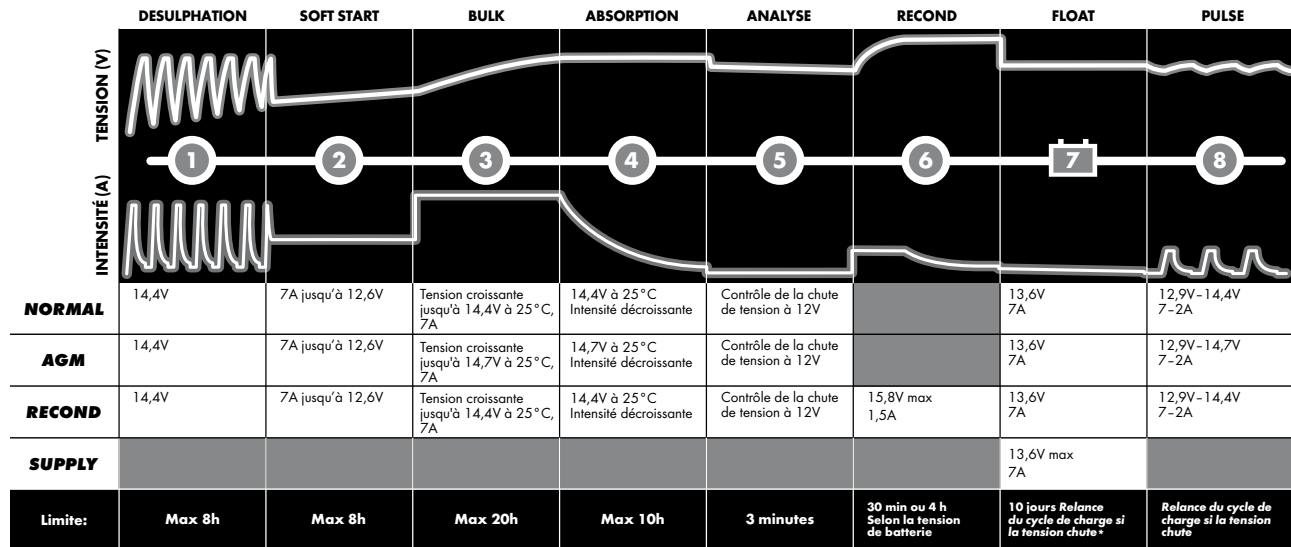 DESULPHATION SOFT START BULK ABSORPTION ANALYSE RECOND FLOAT PULSE
TENSION (V)
1 2 3 4 5 6 7 8
INTENSITÉ (A)
NORMAL
14,4V
7A jusqu'à 12,6V
Tension croissante
jusqu'à 14,4V à 25°C,
7A
14,4V à 25°C
Intensité décroissante
Contrôle de la chute
de tension à 12V
13,6V
7A
12,9V–14,4V
7–2A
AGM
14,4V
7A jusqu'à 12,6V
Tension croissante
jusqu'à 14,7V à 25°C,
7A
14,7V à 25°C
Intensité décroissante
Contrôle de la chute
de tension à 12V
13,6V
7A
12,9V–14,7V
7–2A
RECOND
14,4V
7A jusqu'à 12,6V
Tension croissante
jusqu'à 14,4V à 25°C,
7A
14,4V à 25°C
Intensité décroissante
Contrôle de la chute
de tension à 12V
15,8V max
1,5A
13,6V
7A
12,9V–14,4V
7–2A
SUPPLY
13,6V max
7A
Limite:
Max 8h
Max 8h
Max 20h
Max 10h
3 minutes
30 min ou 4 h
Selon la tension
de batterie
10 jours Relance
du cycle de charge si
la tension chute*
Relance du cycle de
charge si la tension
chute